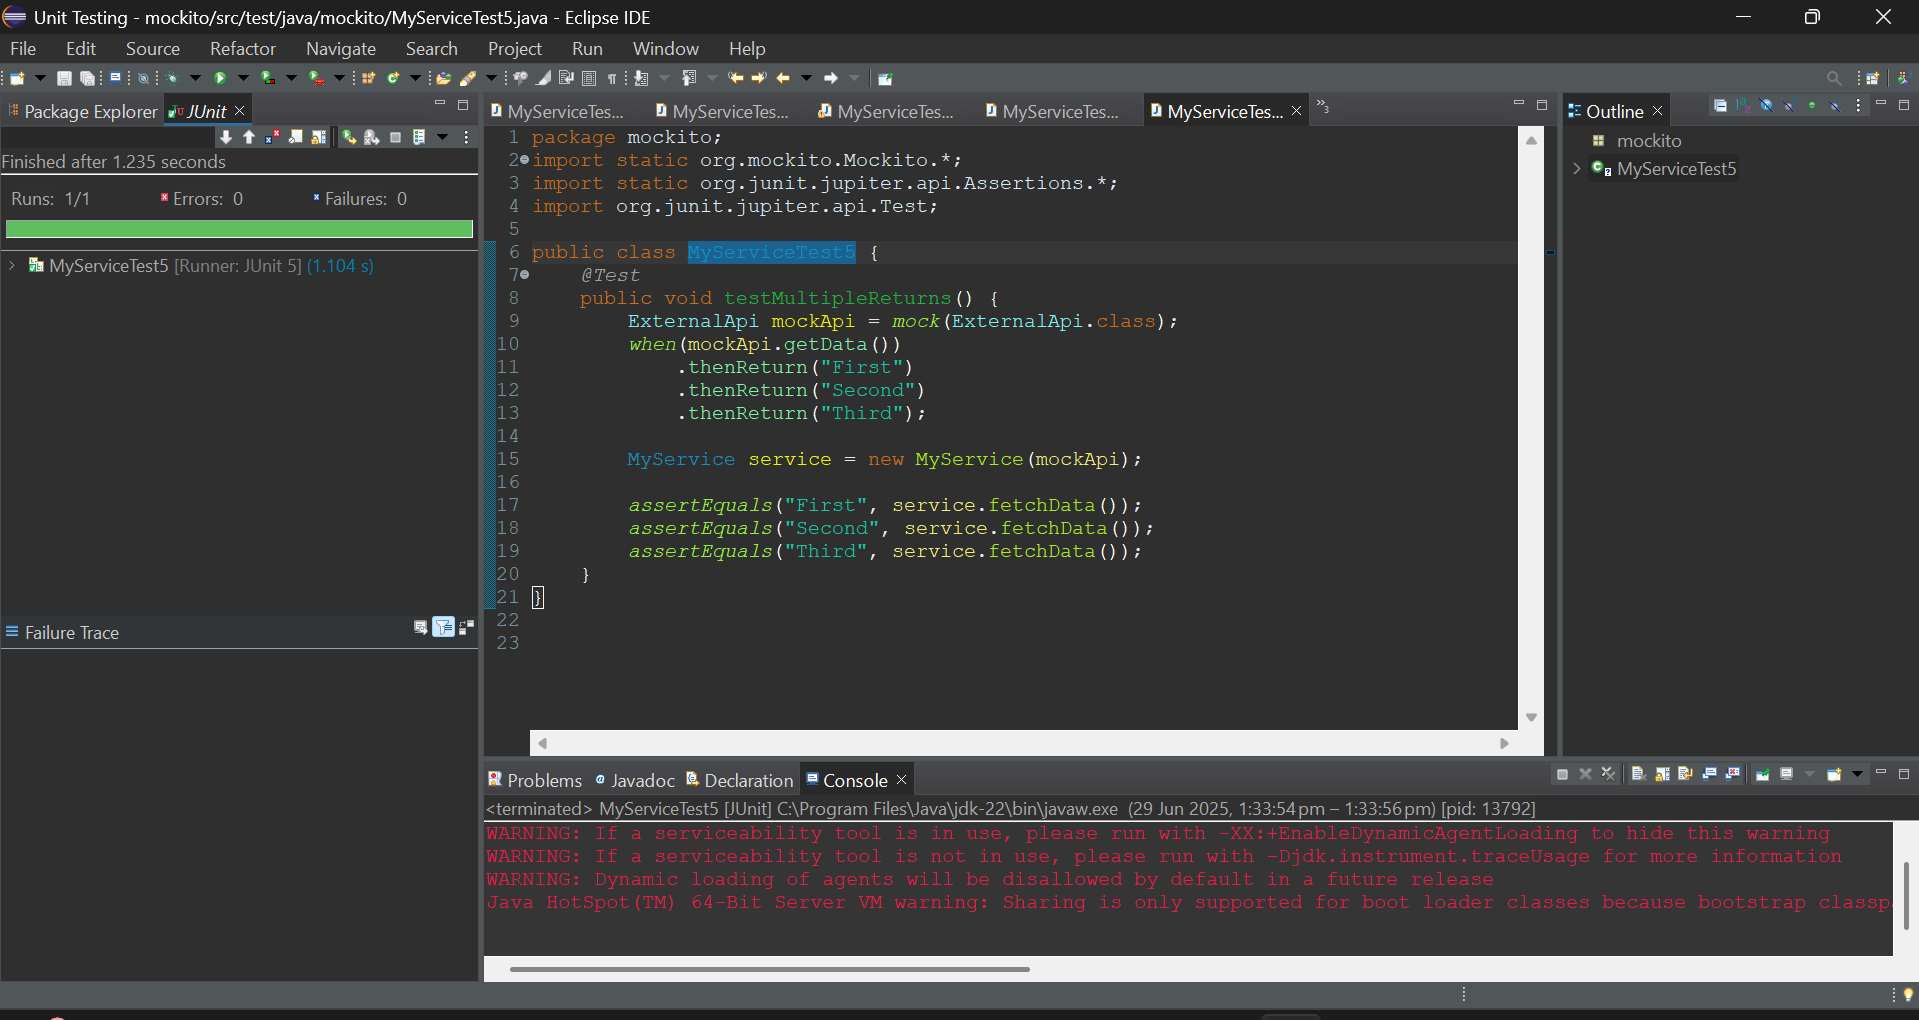 Unit Testing - mockito/src/test/java/mockito/MyServiceTest5.java - Eclipse IDE
File Edit Source Refactor Navigate Search Project Run Window Help
Package Explorer JUnit
Finished after 1.235 seconds
Runs: 1/1 Errors: 0 Failures: 0
MyServiceTest5 [Runner: JUnit 5] (1.104 s)
Failure Trace
MyServiceTes... MyServiceTes... MyServiceTes... MyServiceTes... MyServiceTes... »3
1 package mockito;
2 import static org.mockito.Mockito.*;
3 import static org.junit.jupiter.api.Assertions.*;
4 import org.junit.jupiter.api.Test;
5
6 public class MyServiceTest5 {
7 @Test
8 public void testMultipleReturns() {
9 ExternalApi mockApi = mock(ExternalApi.class);
10 when(mockApi.getData())
11 .thenReturn("First")
12 .thenReturn("Second")
13 .thenReturn("Third");
14
15 MyService service = new MyService(mockApi);
16
17 assertEquals("First", service.fetchData());
18 assertEquals("Second", service.fetchData());
19 assertEquals("Third", service.fetchData());
20 }
21 }
22
23
Outline
mockito
MyServiceTest5
Problems Javadoc Declaration Console
<terminated> MyServiceTest5 [JUnit] C:\Program Files\Java\jdk-22\bin\javaw.exe (29 Jun 2025, 1:33:54 pm – 1:33:56 pm) [pid: 13792]
WARNING: If a serviceability tool is in use, please run with -XX:+EnableDynamicAgentLoading to hide this warning
WARNING: If a serviceability tool is not in use, please run with -Djdk.instrument.traceUsage for more information
WARNING: Dynamic loading of agents will be disallowed by default in a future release
Java HotSpot(TM) 64-Bit Server VM warning: Sharing is only supported for boot loader classes because bootstrap classp